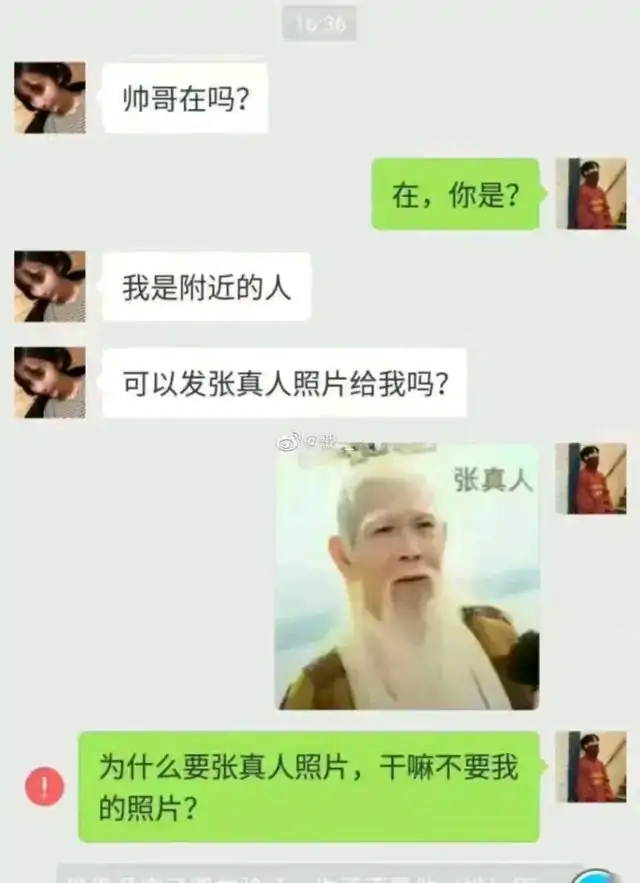 16:36
帅哥在吗？
在，你是？
我是附近的人
可以发张真人照片给我吗？
张真人
为什么要张真人照片，干嘛不要我
的照片？